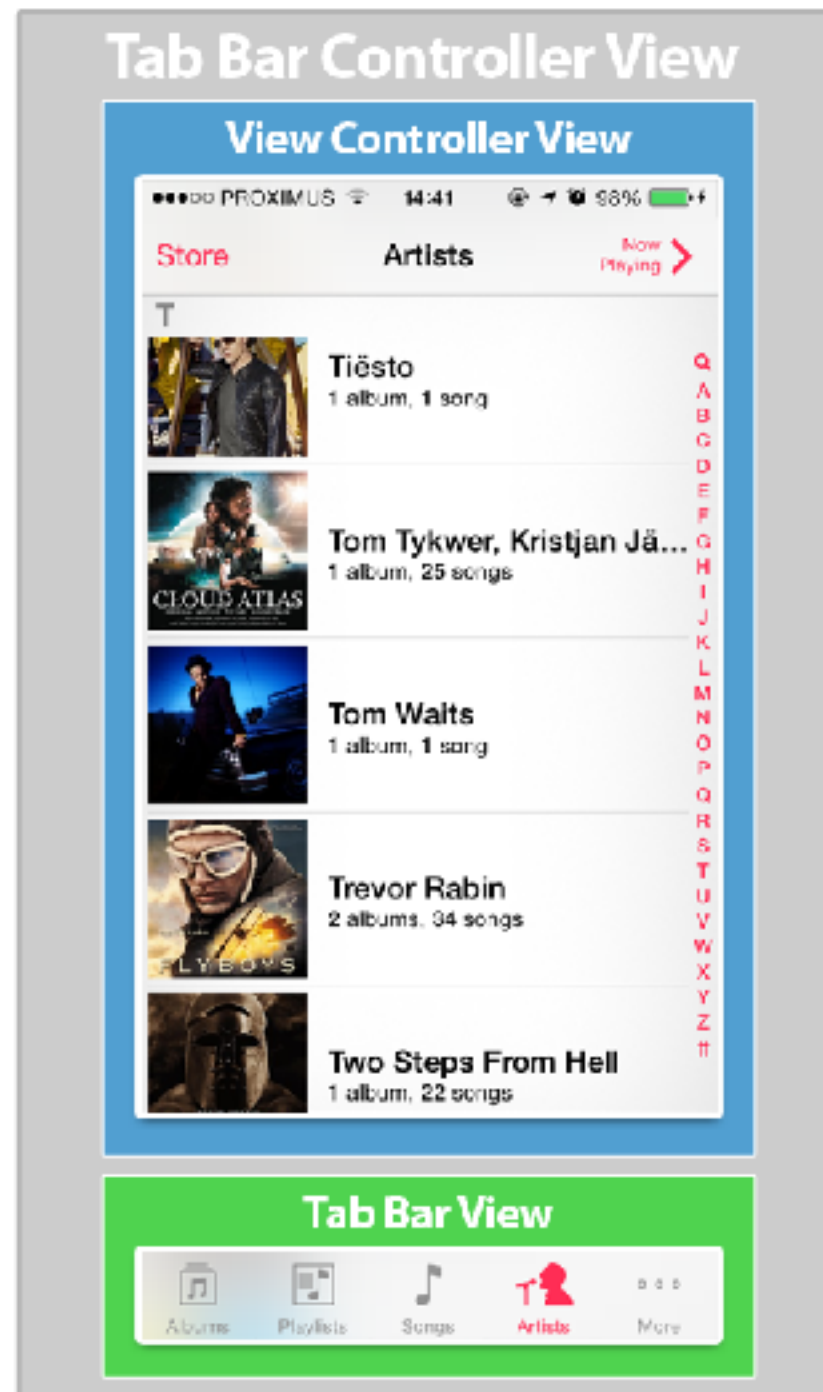 Tab Bar Controller View
View Controller View
PROXIMUS 14:41 98%
Store Artists Now
Playing
T
Tiësto
1 album, 1 song
CLOUD ATLAS
Tom Tykwer, Kristjan Jä...
1 album, 25 songs
Tom Waits
1 album, 1 song
Trevor Rabin
2 albums, 34 songs
FLYBOYS
Two Steps From Hell
1 album, 22 songs
A
B
C
D
E
F
G
H
I
J
K
L
M
N
O
P
Q
R
S
T
U
V
W
X
Y
Z
#
Tab Bar View
Albums Playlists Songs Artists More